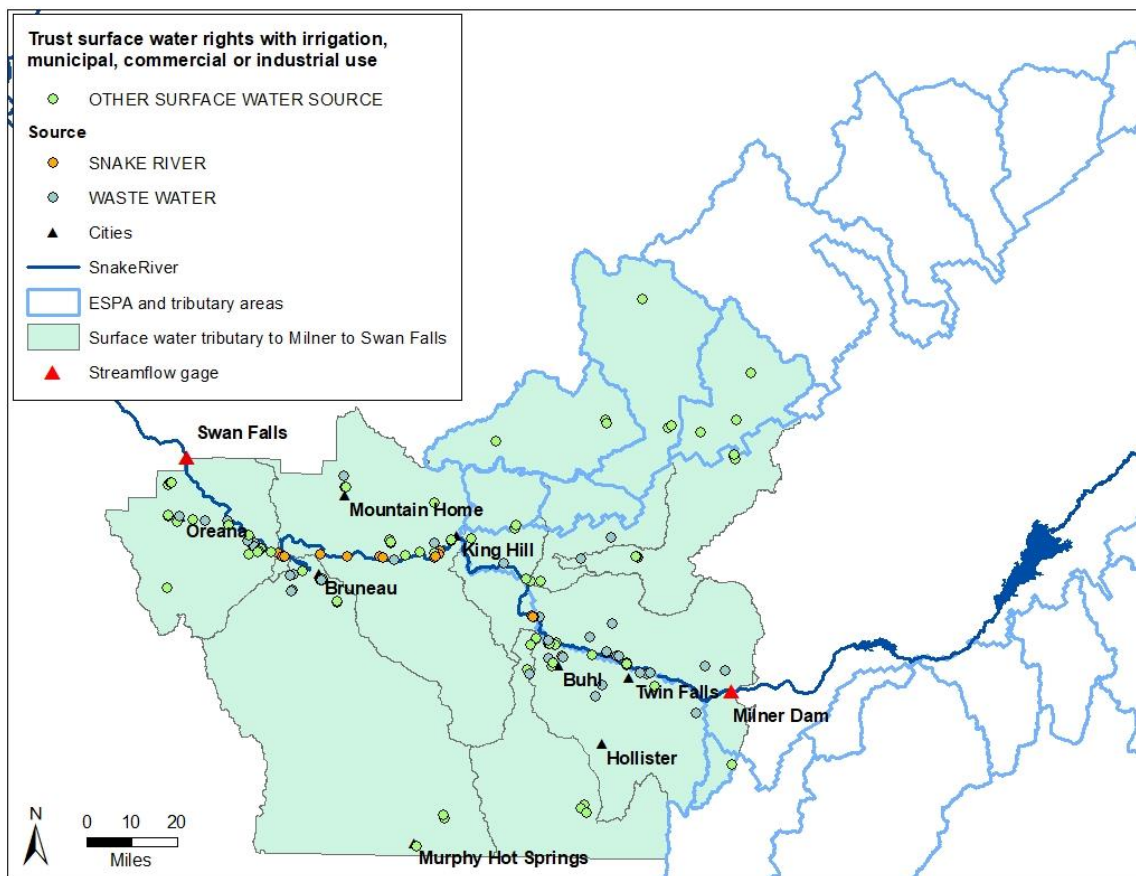 Trust surface water rights with irrigation,
municipal, commercial or industrial use
OTHER SURFACE WATER SOURCE
Source
SNAKE RIVER
WASTE WATER
Cities
SnakeRiver
ESPA and tributary areas
Surface water tributary to Milner to Swan Falls
Streamflow gage
Swan Falls
Mountain Home
Oreana
King Hill
Bruneau
Buhl
Twin Falls
Milner Dam
Hollister
Murphy Hot Springs
N
0 10 20
Miles